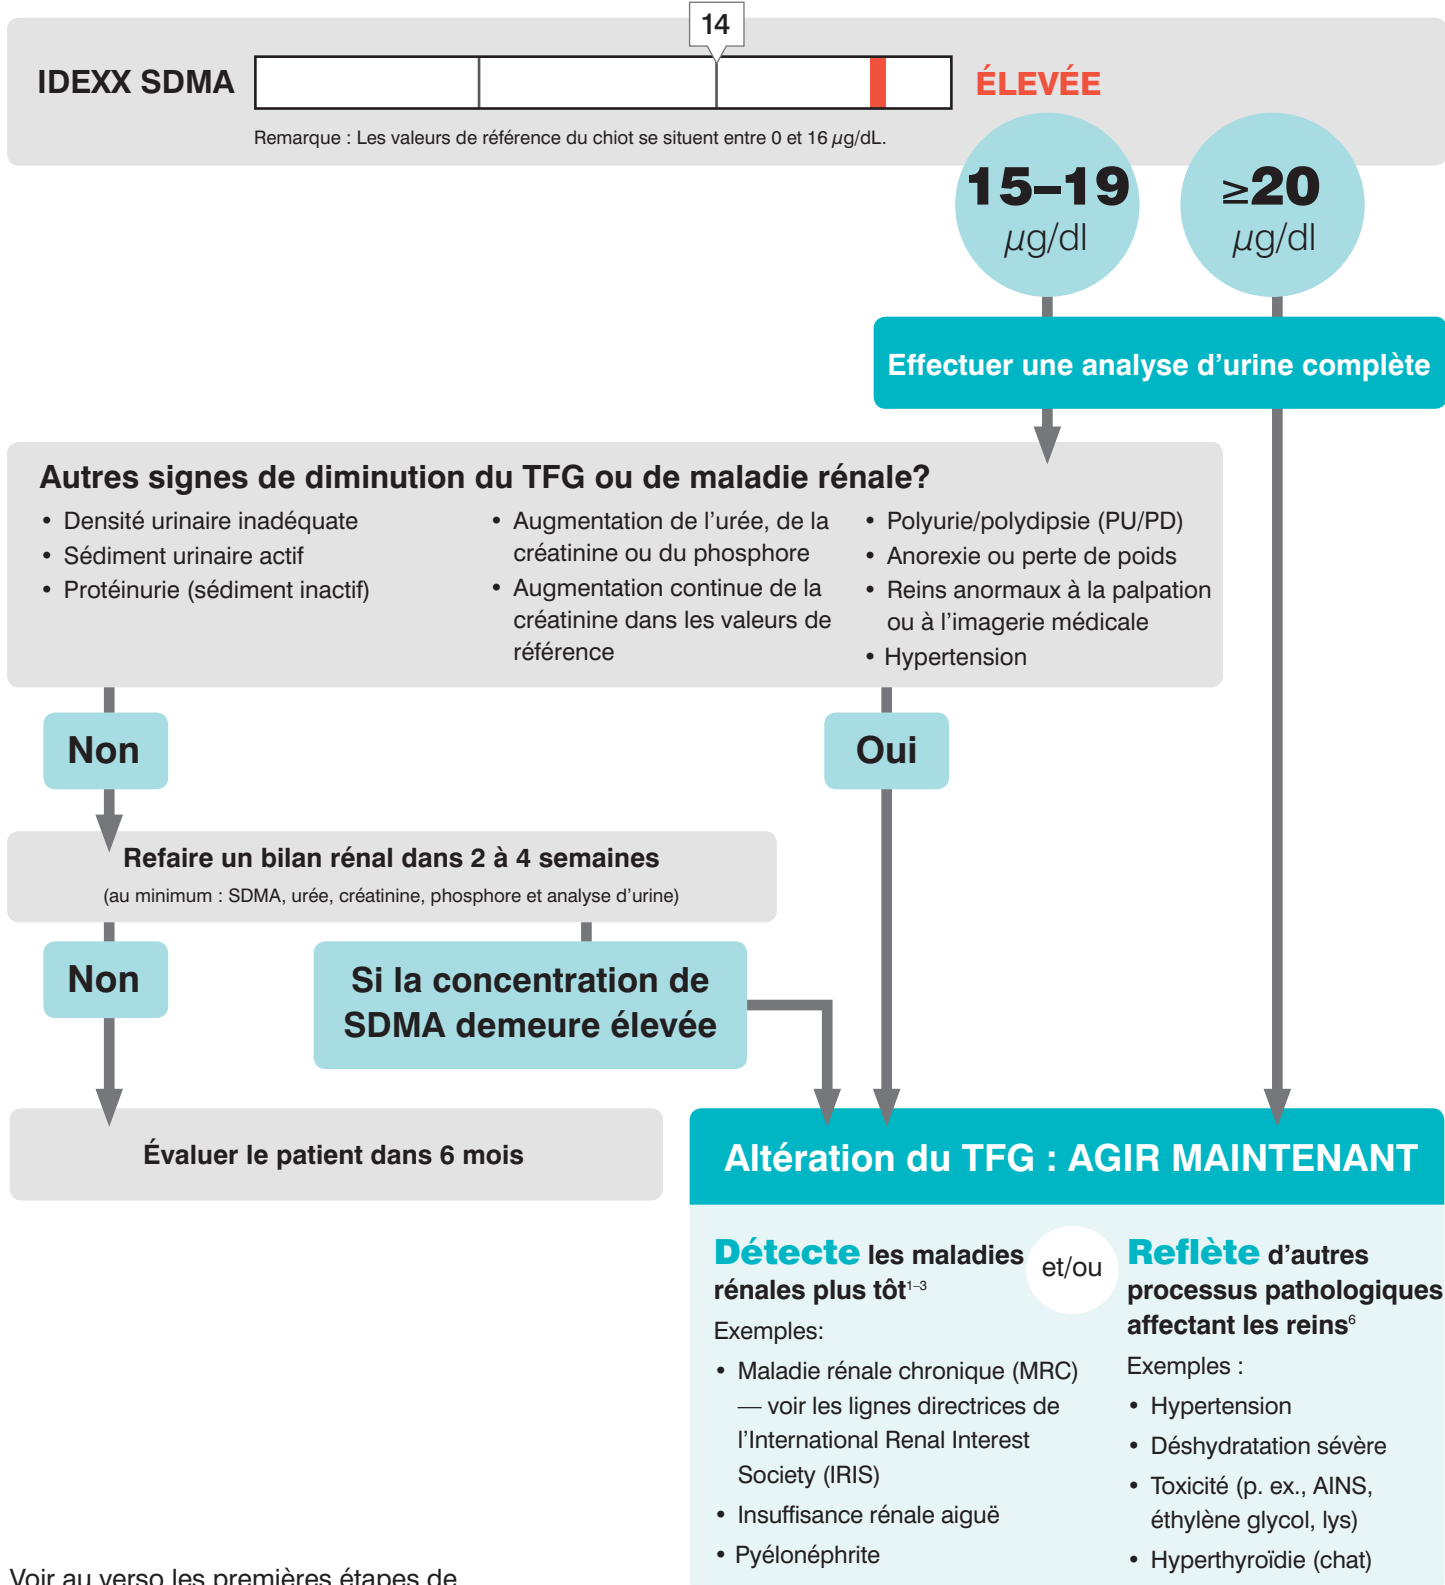 14
IDEXX SDMA
ÉLEVÉE
Remarque : Les valeurs de référence du chiot se situent entre 0 et 16 µg/dL.
15–19
µg/dl
≥20
µg/dl
Effectuer une analyse d’urine complète
Autres signes de diminution du TFG ou de maladie rénale?
• Densité urinaire inadéquate
• Sédiment urinaire actif
• Protéinurie (sédiment inactif)
• Augmentation de l’urée, de la
créatinine ou du phosphore
• Augmentation continue de la
créatinine dans les valeurs de
référence
• Polyurie/polydipsie (PU/PD)
• Anorexie ou perte de poids
• Reins anormaux à la palpation
ou à l’imagerie médicale
• Hypertension
Non
Oui
Refaire un bilan rénal dans 2 à 4 semaines
(au minimum : SDMA, urée, créatinine, phosphore et analyse d’urine)
Non
Si la concentration de
SDMA demeure élevée
Évaluer le patient dans 6 mois
Altération du TFG : AGIR MAINTENANT
Détecte les maladies
rénales plus tôt1–3
Exemples:
• Maladie rénale chronique (MRC)
— voir les lignes directrices de
l’International Renal Interest
Society (IRIS)
• Insuffisance rénale aiguë
• Pyélonéphrite
et/ou
Reflète d’autres
processus pathologiques
affectant les reins6
Exemples :
• Hypertension
• Déshydratation sévère
• Toxicité (p. ex., AINS,
éthylène glycol, lys)
• Hyperthyroïdie (chat)
Voir au verso les premières étapes de